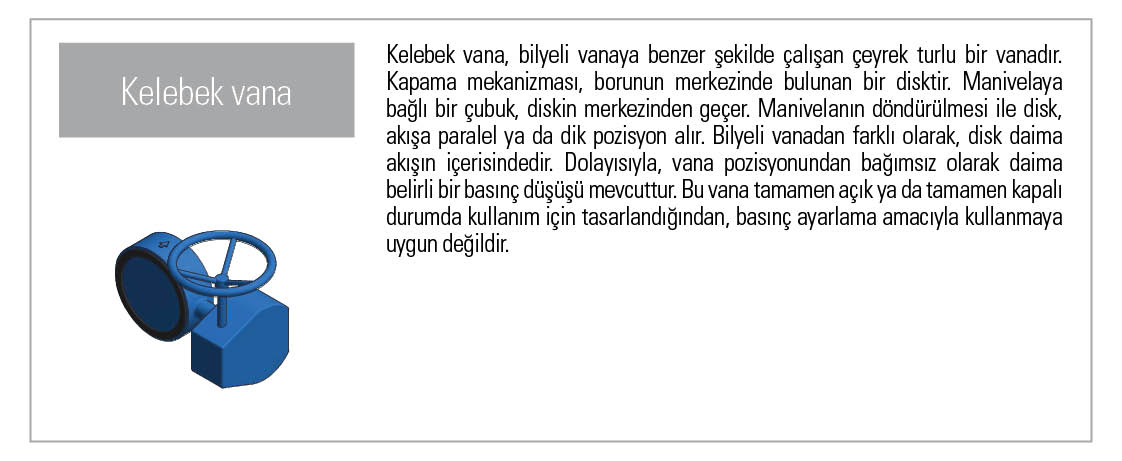 Kelebek vana
Kelebek vana, bilyeli vanaya benzer şekilde çalışan çeyrek turlu bir vanadır.
Kapama mekanizması, borunun merkezinde bulunan bir disktir. Manivelaya
bağlı bir çubuk, diskin merkezinden geçer. Manivelanın döndürülmesi ile disk,
akışa paralel ya da dik pozisyon alır. Bilyeli vanadan farklı olarak, disk daima
akışın içerisindedir. Dolayısıyla, vana pozisyonundan bağımsız olarak daima
belirli bir basınç düşüşü mevcuttur. Bu vana tamamen açık ya da tamamen kapalı
durumda kullanım için tasarlandığından, basınç ayarlama amacıyla kullanmaya
uygun değildir.